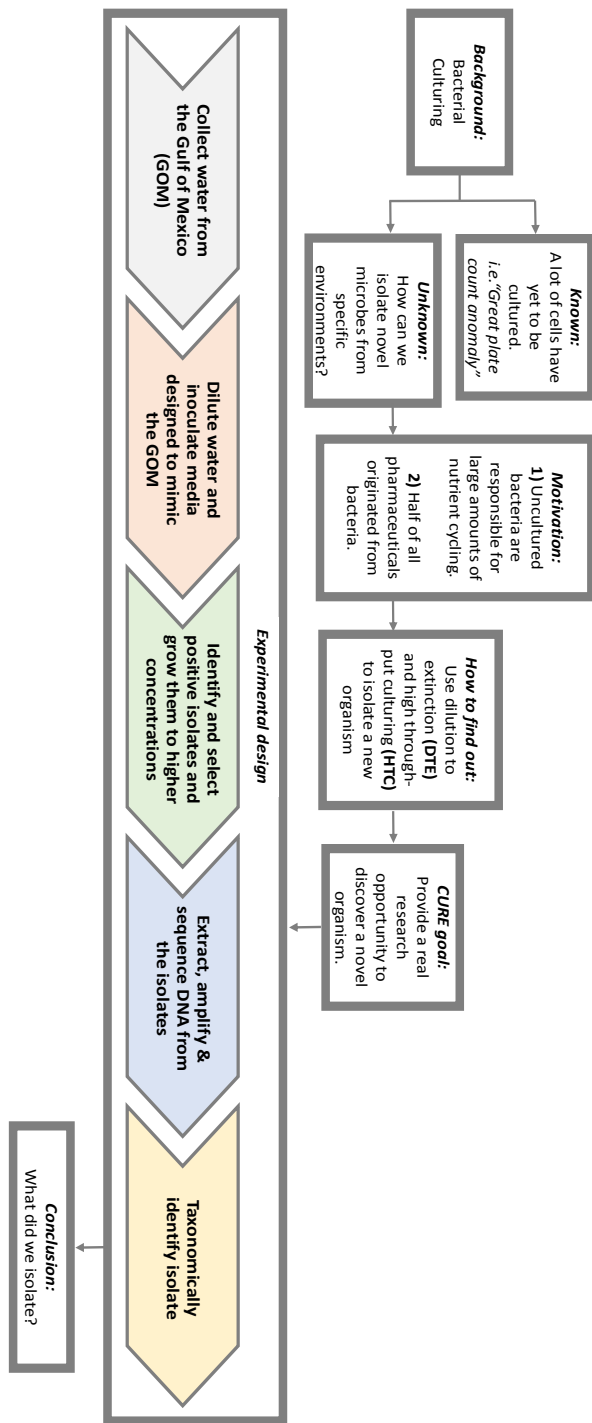 Background:
Bacterial
Culturing
Known:
A lot of cells have
yet to be
cultured.
i.e."Great plate
count anomaly"
Unknown:
How can we
isolate novel
microbes from
specific
environments?
Motivation:
1) Uncultured
bacteria are
responsible for
large amounts of
nutrient cycling.
2) Half of all
pharmaceuticals
originated from
bacteria.
How to find out:
Use dilution to
extinction (DTE)
and high through-
put culturing (HTC)
to isolate a new
organism
CURE goal:
Provide a real
research
opportunity to
discover a novel
organism.
Experimental design
Collect water from
the Gulf of Mexico
(GOM)
Dilute water and
inoculate media
designed to mimic
the GOM
Identify and select
positive isolates and
grow them to higher
concentrations
Extract, amplify &
sequence DNA from
the isolates
Taxonomically
identify isolate
Conclusion:
What did we isolate?